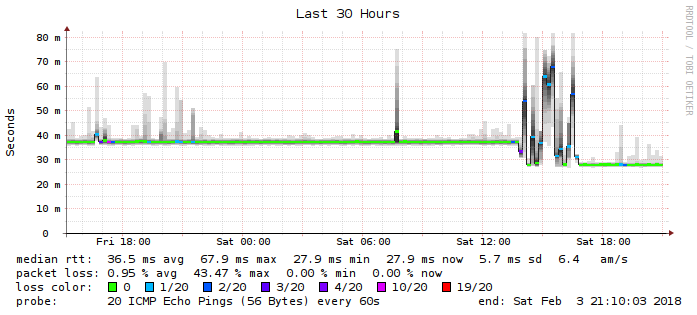 Last 30 Hours
RRDTOOL / TOBI OETIKER
Seconds
80 m
70 m
60 m
50 m
40 m
30 m
20 m
10 m
0
Fri 18:00 Sat 00:00 Sat 06:00 Sat 12:00 Sat 18:00
median rtt: 36.5 ms avg 67.9 ms max 27.9 ms min 27.9 ms now 5.7 ms sd 6.4 am/s
packet loss: 0.95 % avg 43.47 % max 0.00 % min 0.00 % now
loss color: 0 1/20 2/20 3/20 4/20 10/20 19/20
probe: 20 ICMP Echo Pings (56 Bytes) every 60s end: Sat Feb 3 21:10:03 2018